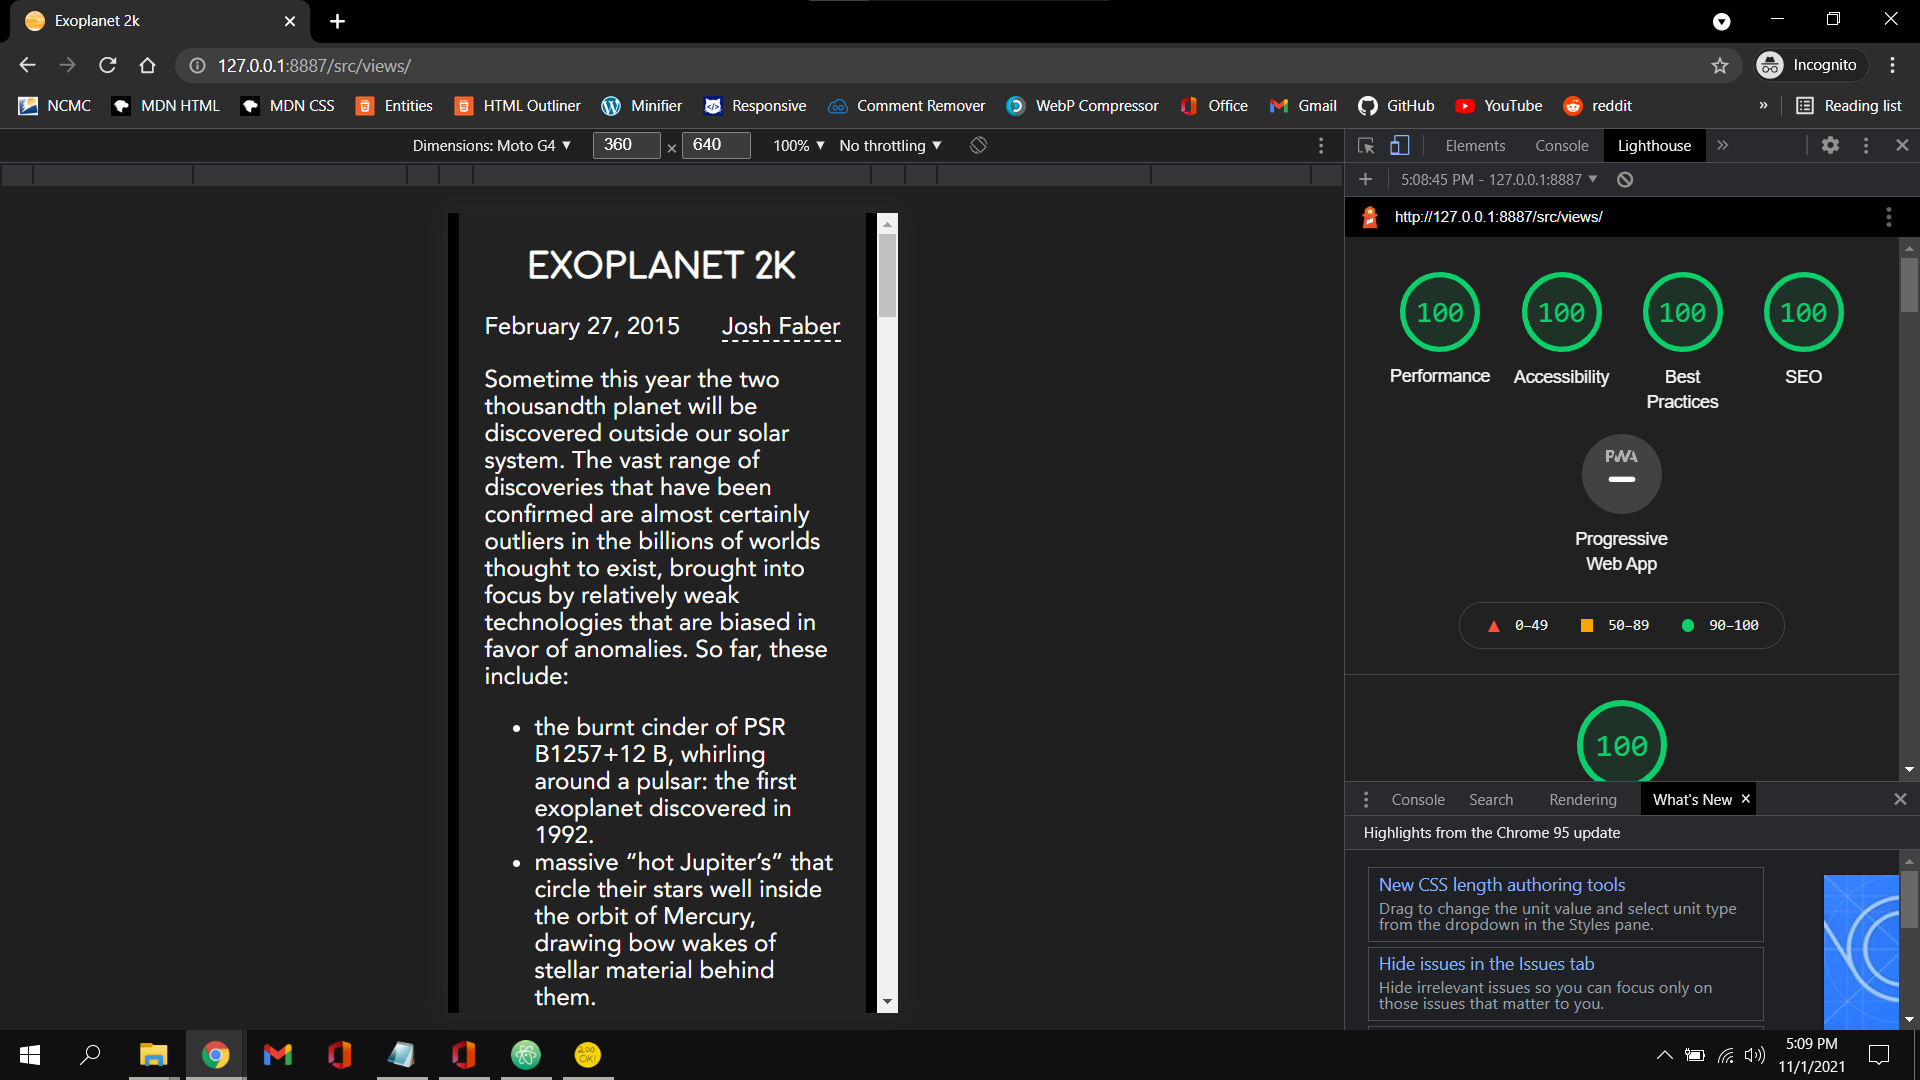 Exoplanet 2k
127.0.0.1:8887/src/views/
Incognito
NCMC
MDN HTML
MDN CSS
Entities
HTML Outliner
Minifier
Responsive
Comment Remover
WebP Compressor
Office
Gmail
GitHub
YouTube
reddit
»
Reading list
Dimensions: Moto G4 ▼
360 × 640
100% ▼
No throttling ▼
Elements
Console
Lighthouse
»
5:08:45 PM - 127.0.0.1:8887 ▼
http://127.0.0.1:8887/src/views/
EXOPLANET 2K
February 27, 2015
Josh Faber
Sometime this year the two
thousandth planet will be
discovered outside our solar
system. The vast range of
discoveries that have been
confirmed are almost certainly
outliers in the billions of worlds
thought to exist, brought into
focus by relatively weak
technologies that are biased in
favor of anomalies. So far, these
include:
• the burnt cinder of PSR
B1257+12 B, whirling
around a pulsar: the first
exoplanet discovered in
1992.
• massive “hot Jupiter’s” that
circle their stars well inside
the orbit of Mercury,
drawing bow wakes of
stellar material behind
them.
100
Performance
100
Accessibility
100
Best
Practices
100
SEO
PWA
Progressive
Web App
0–49
50–89
90–100
100
Console
Search
Rendering
What's New
Highlights from the Chrome 95 update
New CSS length authoring tools
Drag to change the unit value and select unit type
from the dropdown in the Styles pane.
Hide issues in the Issues tab
Hide irrelevant issues so you can focus only on
those issues that matter to you.
200
OK!
5:09 PM
11/1/2021